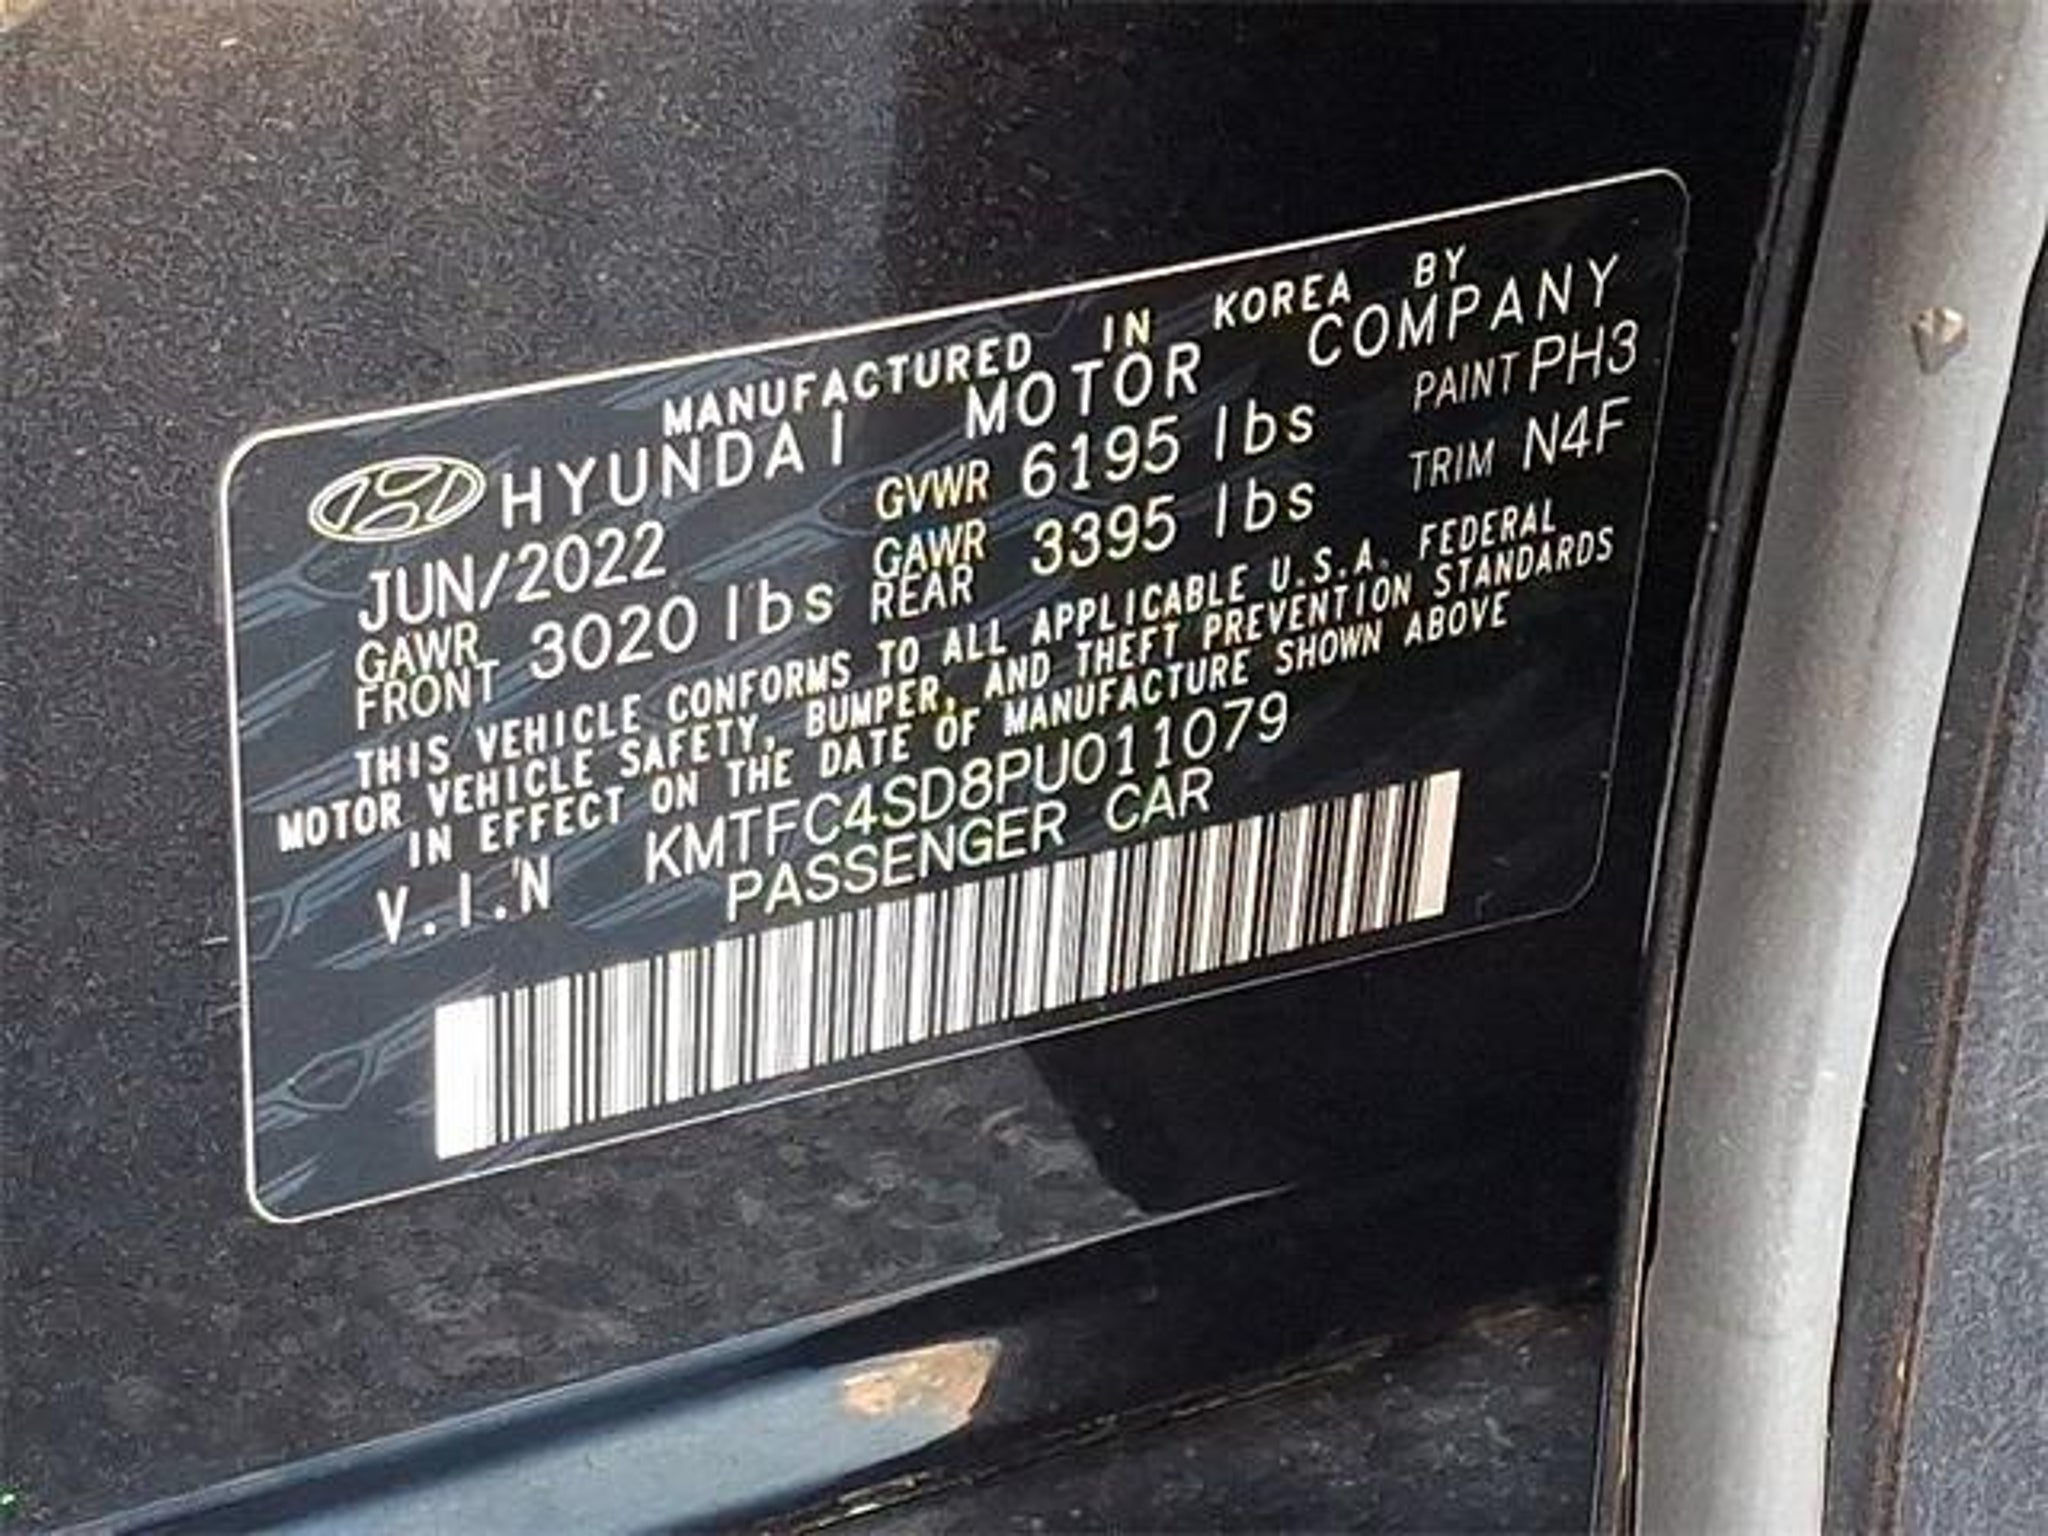 MANUFACTURED IN KOREA BY
HYUNDAI MOTOR COMPANY
JUN/2022 GVWR 6195 lbs PAINT PH3
GAWR FRONT 3020 lbs GAWR REAR 3395 lbs TRIM N4F
THIS VEHICLE CONFORMS TO ALL APPLICABLE U.S.A. FEDERAL
MOTOR VEHICLE SAFETY, BUMPER, AND THEFT PREVENTION STANDARDS
IN EFFECT ON THE DATE OF MANUFACTURE SHOWN ABOVE
V.I.N KMTFC4SD8PU011079
PASSENGER CAR